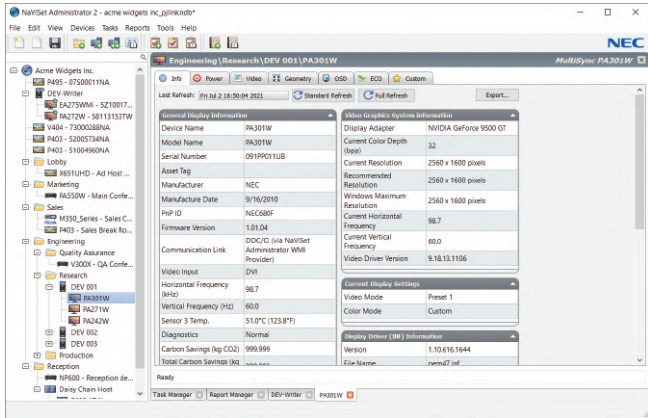 NaViSet Administrator 2 - acme widgets inc_pjlink.ndb*
File Edit View Devices Tasks Reports Tools Help
NEC
Acme Widgets Inc.
P495 - 07500011NA
DEV-Writer
EA275WMI - 5Z10017...
PA272W - 58113153TW
V404 - 73000288NA
P403 - 52005734NA
P403 - 51004960NA
Lobby
X651UHD - Ad Host ...
Marketing
PA550W - Main Confe...
Sales
M350_Series - Sales C...
P403 - Sales Break Ro...
Engineering
Quality Assurance
V300X - QA Confe...
Research
DEV 001
PA301W
PA271W
PA242W
DEV 002
DEV 003
Production
Reception
NP600 - Reception de...
Daisy Chain Host
Engineering\Research\DEV 001\PA301W
MultiSync PA301W
Info Power Video Geometry OSD ECO Custom
Last Refresh: Fri Jul 2 16:50:04 2021 Standard Refresh Full Refresh Export...
General Display Information
Device Name PA301W
Model Name PA301W
Serial Number 091PP011UB
Asset Tag
Manufacturer NEC
Manufacture Date 9/16/2010
PnP ID NEC680F
Firmware Version 1.01.04
Communication Link DDC/CI (via NaViSet Administrator WMI Provider)
Video Input DVI
Horizontal Frequency (kHz) 98.7
Vertical Frequency (Hz) 60.0
Sensor 3 Temp. 51.0°C (123.8°F)
Diagnostics Normal
Carbon Savings (kg CO2) 999.999
Total Carbon Savings (kg
Video Graphics System Information
Display Adapter NVIDIA GeForce 9500 GT
Current Color Depth (bpp) 32
Current Resolution 2560 x 1600 pixels
Recommended Resolution 2560 x 1600 pixels
Windows Maximum Resolution 2560 x 1600 pixels
Current Horizontal Frequency 98.7
Current Vertical Frequency 60.0
Video Driver Version 9.18.13.1106
Current Display Settings
Video Mode Preset 1
Color Mode Custom
Display Driver (INF) Information
Version 1.10.616.1644
File Name oem47.inf
Ready
Task Manager Report Manager DEV-Writer PA301W